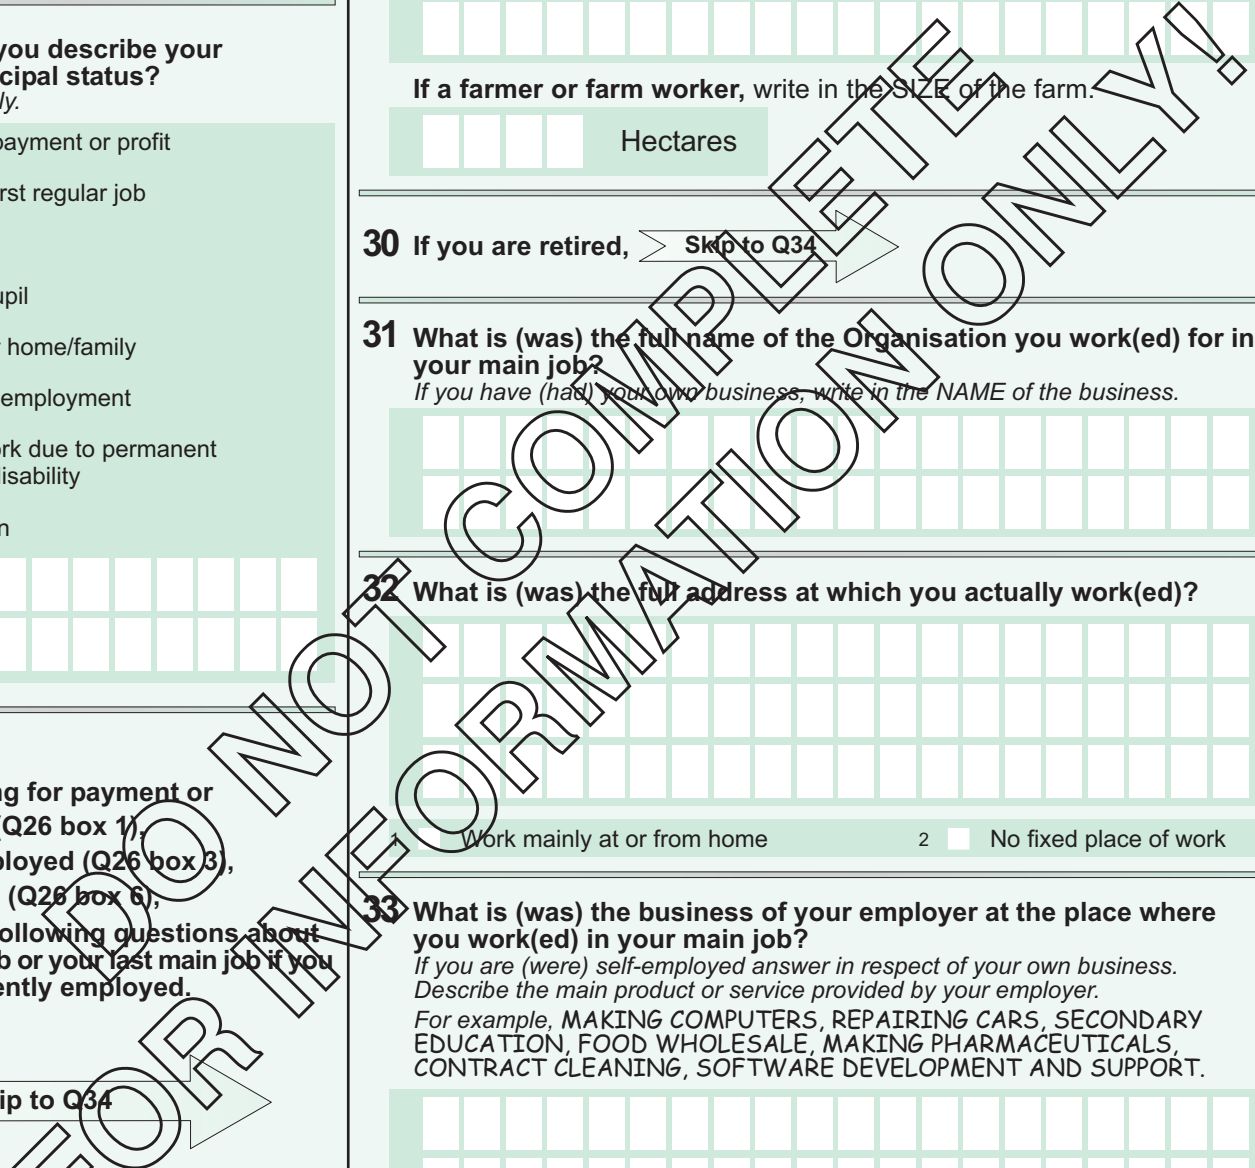 you describe your
cipal status?
ly.
payment or profit
rst regular job
upil
home/family
employment
rk due to permanent
disability
n
ng for payment or
(Q26 box 1),
ployed (Q26 box 3),
(Q26 box 6),
ollowing questions about
b or your last main job if you
ently employed.
ip to Q34
If a farmer or farm worker, write in the SIZE of the farm.
Hectares
30 If you are retired, Skip to Q34
31 What is (was) the full name of the Organisation you work(ed) for in
your main job?
If you have (had) your own business, write in the NAME of the business.
32 What is (was) the full address at which you actually work(ed)?
1 Work mainly at or from home 2 No fixed place of work
33 What is (was) the business of your employer at the place where
you work(ed) in your main job?
If you are (were) self-employed answer in respect of your own business.
Describe the main product or service provided by your employer.
For example, MAKING COMPUTERS, REPAIRING CARS, SECONDARY
EDUCATION, FOOD WHOLESALE, MAKING PHARMACEUTICALS,
CONTRACT CLEANING, SOFTWARE DEVELOPMENT AND SUPPORT.
DO NOT COMPLETE
FOR INFORMATION ONLY!